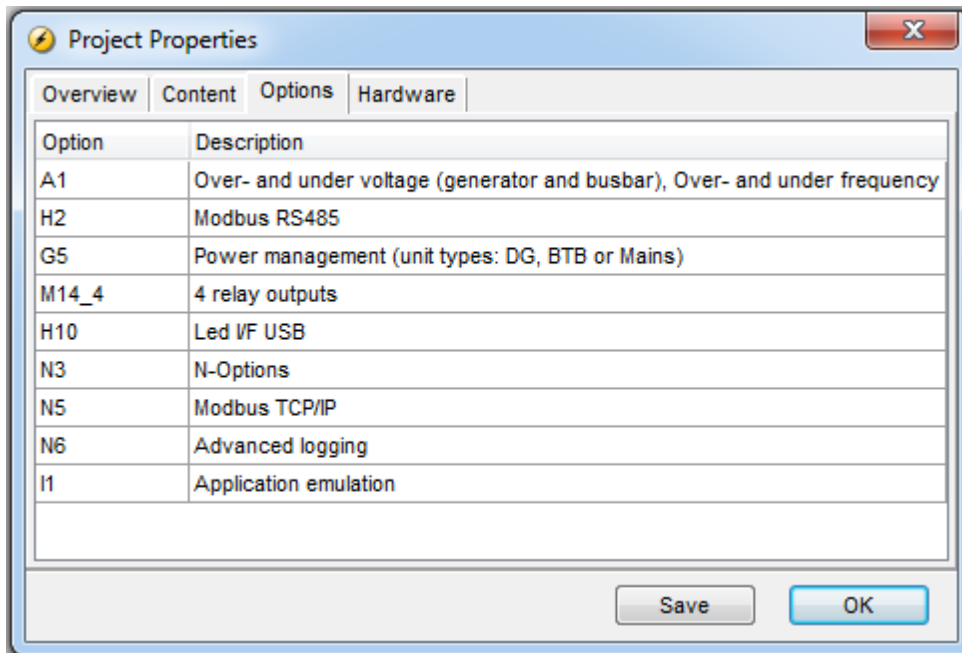 Project Properties
Overview Content Options Hardware
Option Description
A1 Over- and under voltage (generator and busbar), Over- and under frequency
H2 Modbus RS485
G5 Power management (unit types: DG, BTB or Mains)
M14_4 4 relay outputs
H10 Led I/F USB
N3 N-Options
N5 Modbus TCP/IP
N6 Advanced logging
I1 Application emulation
Save OK